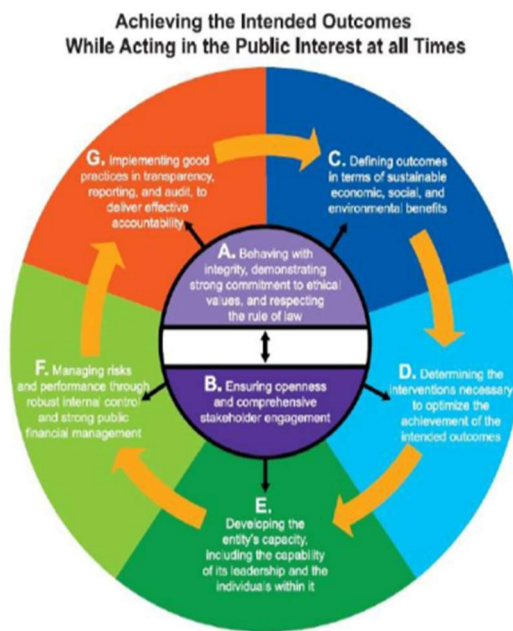 Achieving the Intended Outcomes
While Acting in the Public Interest at all Times
G. Implementing good
practices in transparency,
reporting, and audit, to
deliver effective
accountability
C. Defining outcomes
in terms of sustainable
economic, social, and
environmental benefits
A. Behaving with
integrity, demonstrating
strong commitment to ethical
values, and respecting
the rule of law
B. Ensuring openness
and comprehensive
stakeholder engagement
D. Determining the
interventions necessary
to optimize the
achievement of the
intended outcomes
E.
Developing the
entity's capacity,
including the capability
of its leadership and the
individuals within it
F. Managing risks
and performance through
robust internal control
and strong public
financial management